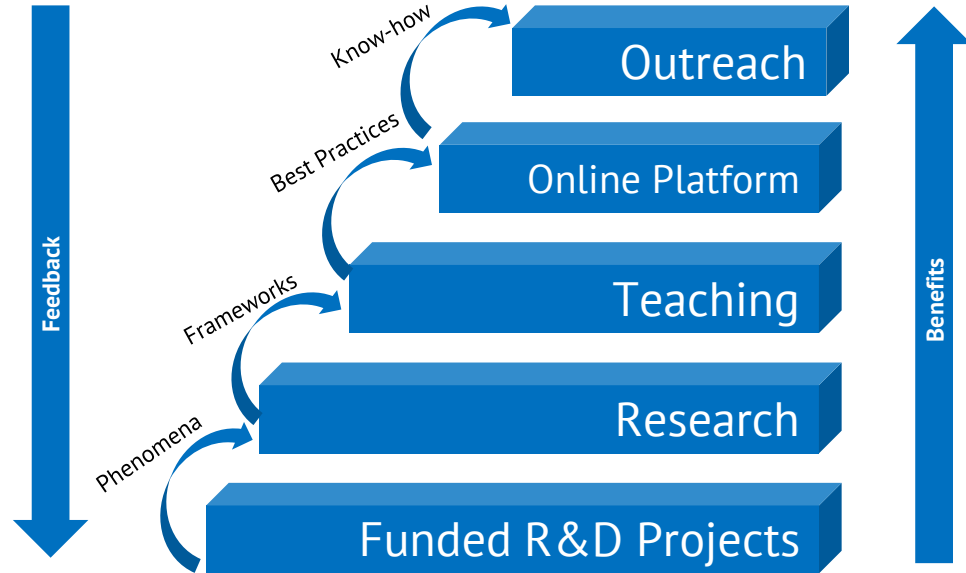 Know-how
Outreach
Best Practices
Online Platform
Feedback
Benefits
Frameworks
Teaching
Phenomena
Research
Funded R&D Projects